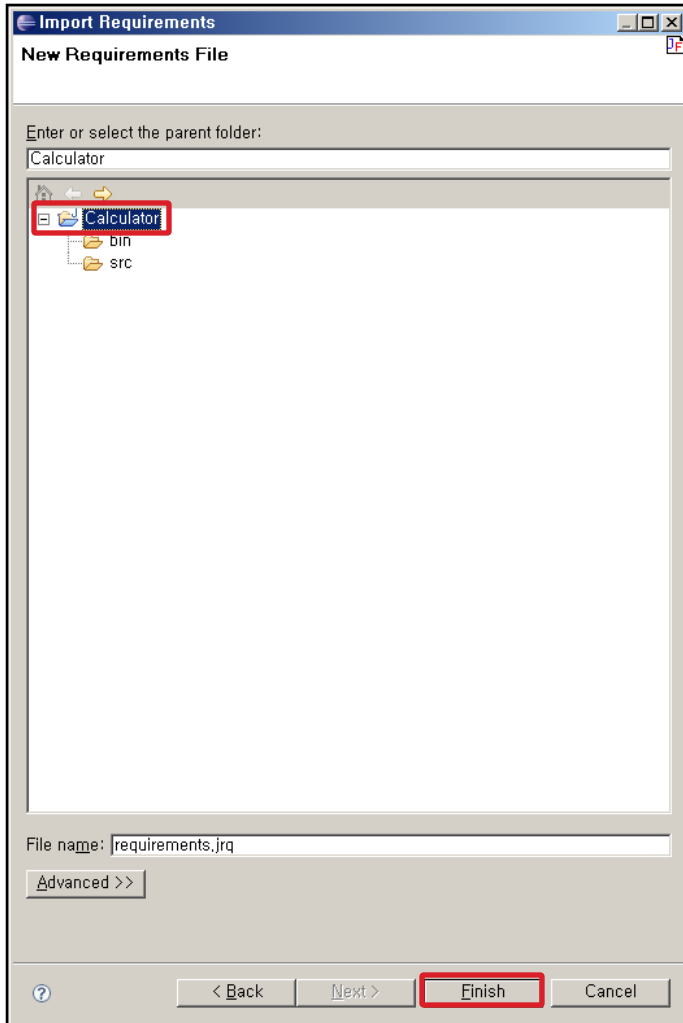 Import Requirements
New Requirements File
Enter or select the parent folder:
Calculator
Calculator
bin
src
File name: requirements.jrq
Advanced >>
< Back Next > Finish Cancel